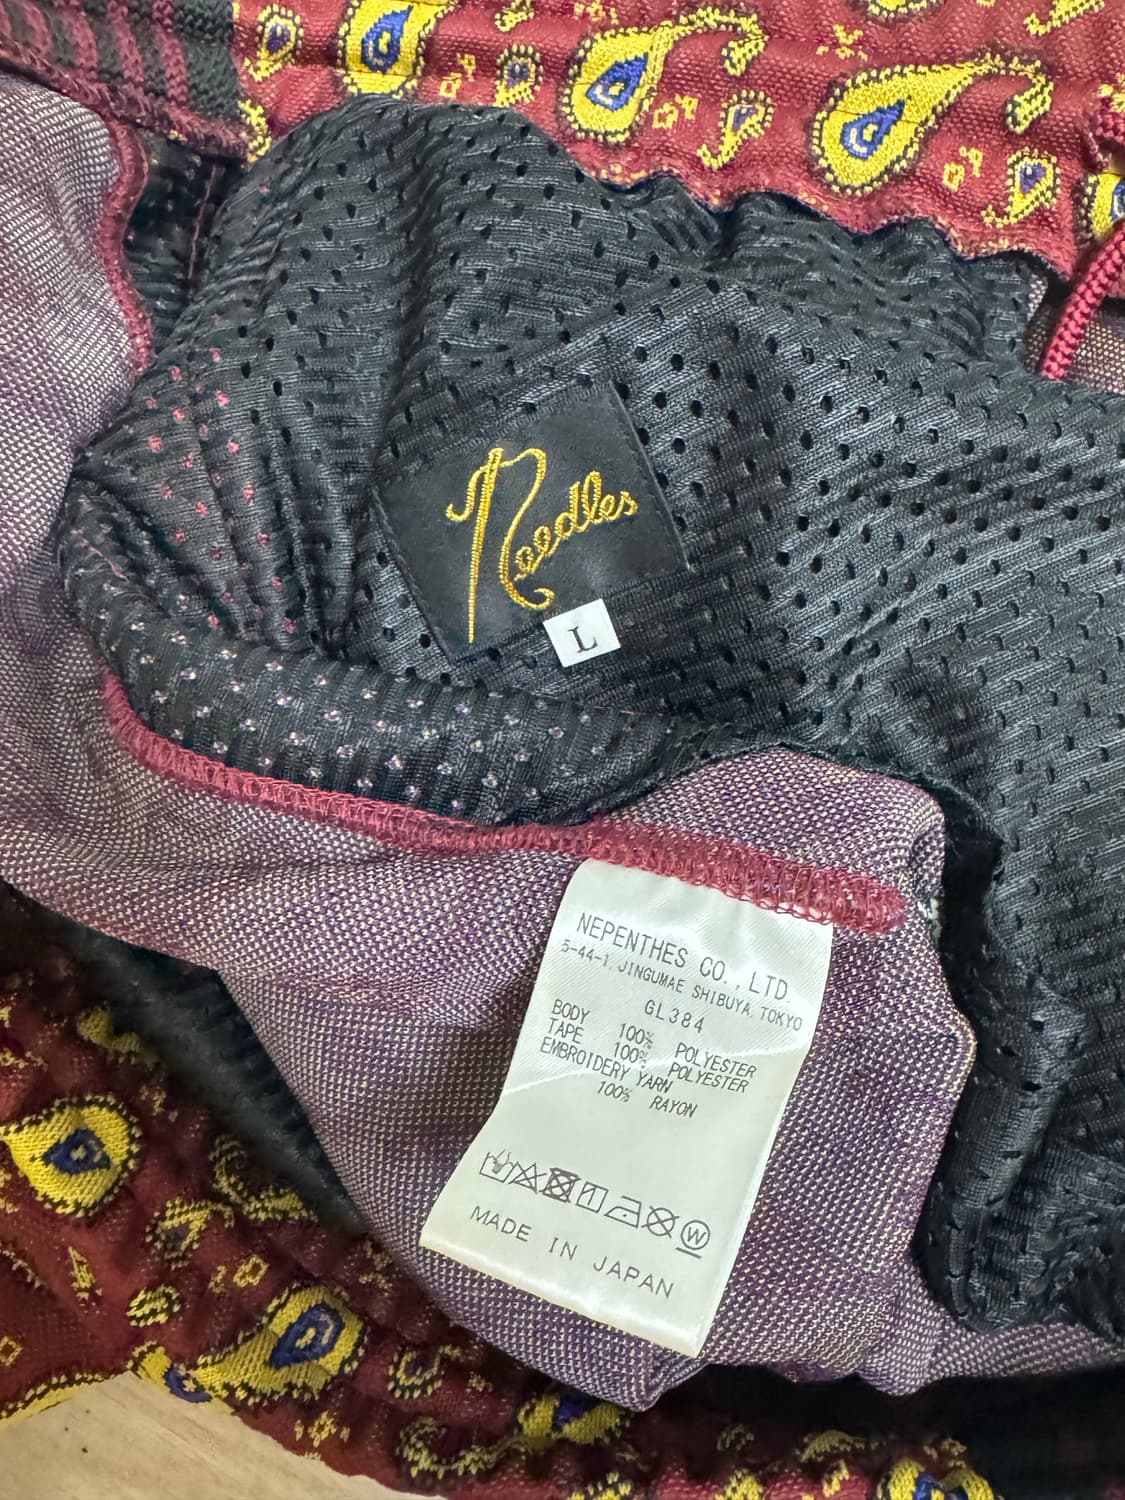 Needles
L
NEPENTHES CO.,LTD.
5-44-1, JINGUMAE SHIBUYA, TOKYO
GL384
BODY 100% POLYESTER
TAPE 100% POLYESTER
EMBROIDERY YARN
100% RAYON
W
MADE IN JAPAN